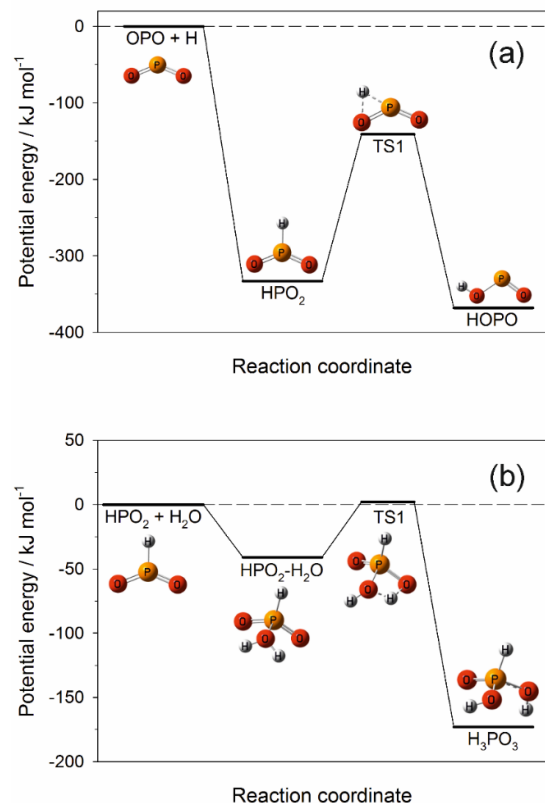 (a)
Potential energy / kJ mol⁻¹
0
-100
-200
-300
-400
OPO + H
P
O
O
H
P
O
O
TS1
H
P
O
O
HPO₂
P
H
O
O
HOPO
Reaction coordinate
(b)
Potential energy / kJ mol⁻¹
50
0
-50
-100
-150
-200
HPO₂ + H₂O
H
P
O
O
HPO₂-H₂O
H
O
P
O
O
H
H
TS1
H
O
P
O
O
H
H
H
P
O
O
O
H
H
H₃PO₃
Reaction coordinate